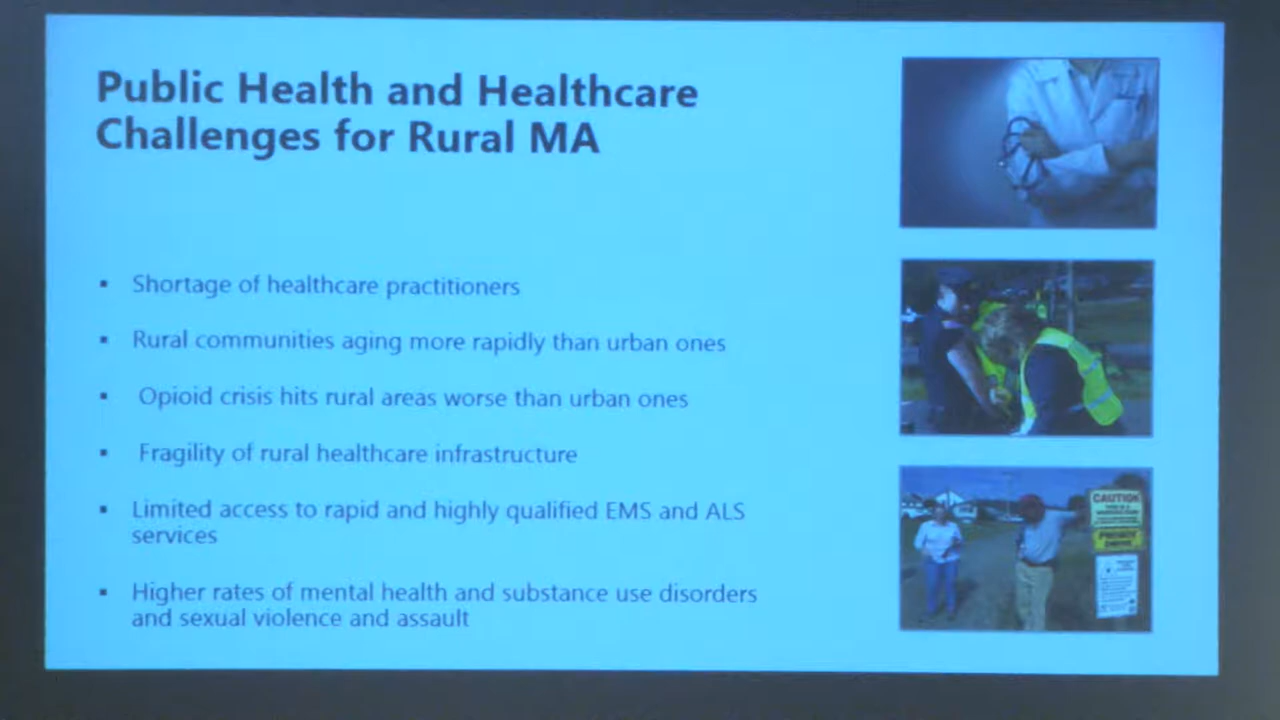 Public Health and Healthcare
Challenges for Rural MA
▪ Shortage of healthcare practitioners
▪ Rural communities aging more rapidly than urban ones
▪ Opioid crisis hits rural areas worse than urban ones
▪ Fragility of rural healthcare infrastructure
▪ Limited access to rapid and highly qualified EMS and ALS
services
▪ Higher rates of mental health and substance use disorders
and sexual violence and assault
CAUTION
PRIVATE
DRIVE